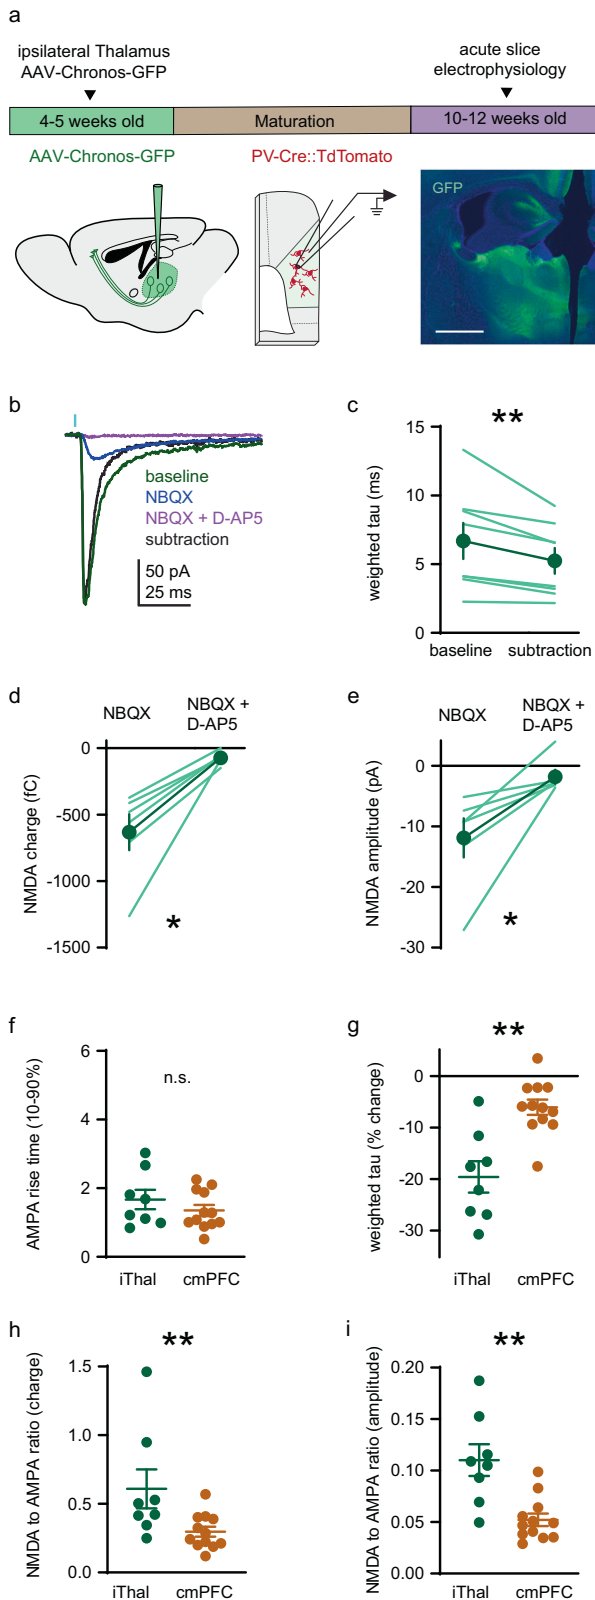 a
ipsilateral Thalamus
AAV-Chronos-GFP
acute slice
electrophysiology
4-5 weeks old
Maturation
10-12 weeks old
AAV-Chronos-GFP
PV-Cre::TdTomato
GFP
b
baseline
NBQX
NBQX + D-AP5
subtraction
50 pA
25 ms
c
**
weighted tau (ms)
15
10
5
0
baseline
subtraction
d
NBQX
NBQX +
D-AP5
NMDA charge (fC)
0
-500
-1000
-1500
*
e
NBQX
NBQX +
D-AP5
NMDA amplitude (pA)
0
-10
-20
-30
*
f
n.s.
AMPA rise time (10-90%)
6
4
2
0
iThal
cmPFC
g
**
weighted tau (% change)
0
-10
-20
-30
iThal
cmPFC
h
**
NMDA to AMPA ratio (charge)
1.5
1.0
0.5
0.0
iThal
cmPFC
i
**
NMDA to AMPA ratio (amplitude)
0.20
0.15
0.10
0.05
0.00
iThal
cmPFC